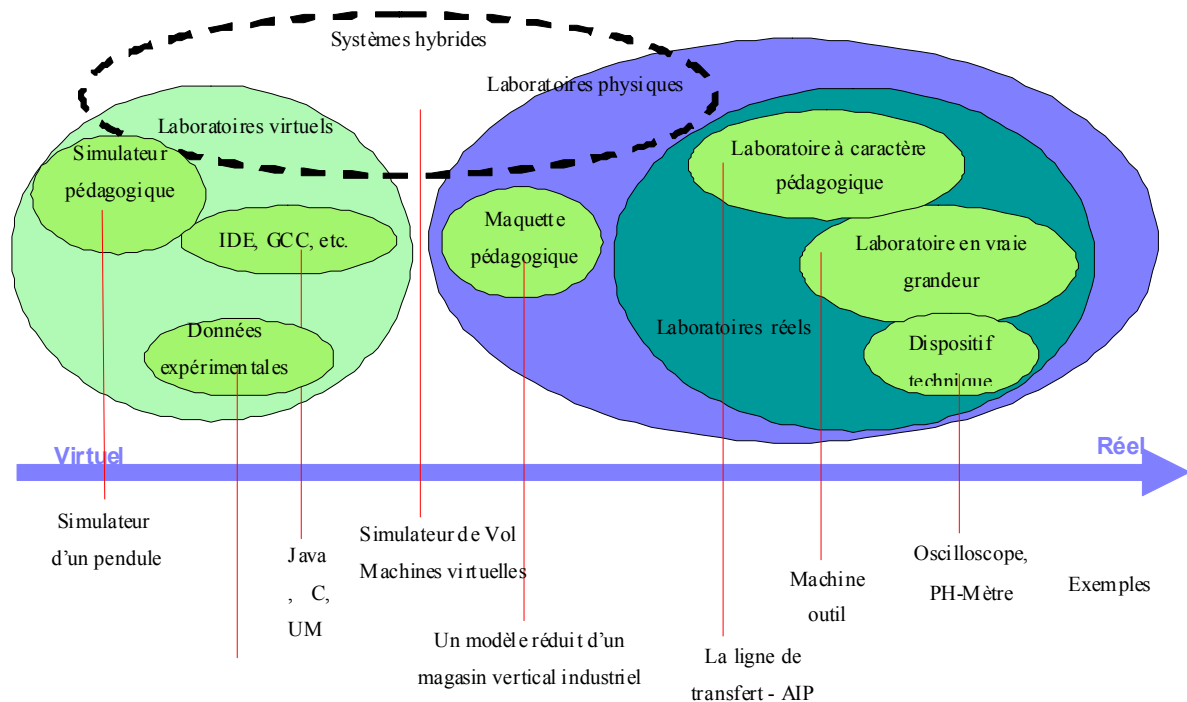 Systèmes hybrides
Laboratoires physiques
Laboratoires virtuels
Simulateur
pédagogique
IDE, GCC, etc.
Données
expérimentales
Maquette
pédagogique
Laboratoire à caractère
pédagogique
Laboratoire en vraie
grandeur
Laboratoires réels
Dispositif
technique
Virtuel
Réel
Simulateur
d'un pendule
Java
, C,
UM
Simulateur de Vol
Machines virtuelles
Un modèle réduit d'un
magasin vertical industriel
La ligne de
transfert - AIP
Machine
outil
Oscilloscope,
PH-Mètre
Exemples